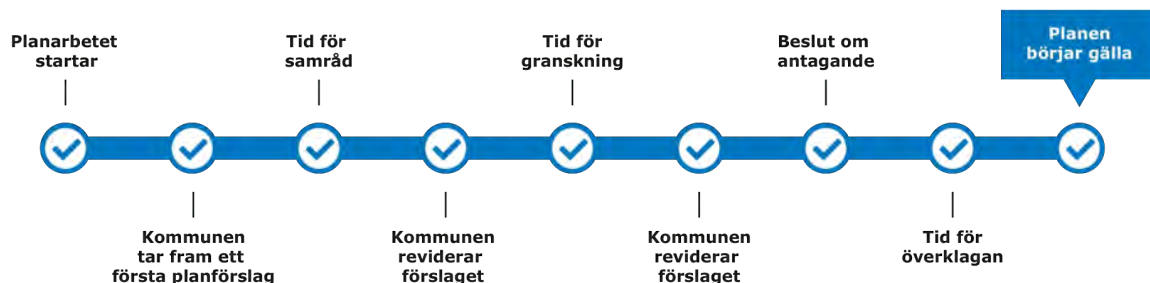 Planarbetet
startar
Kommunen
tar fram ett
första planförslag
Tid för
samråd
Kommunen
reviderar
förslaget
Tid för
granskning
Kommunen
reviderar
förslaget
Beslut om
antagande
Tid för
överklagan
Planen
börjar gälla